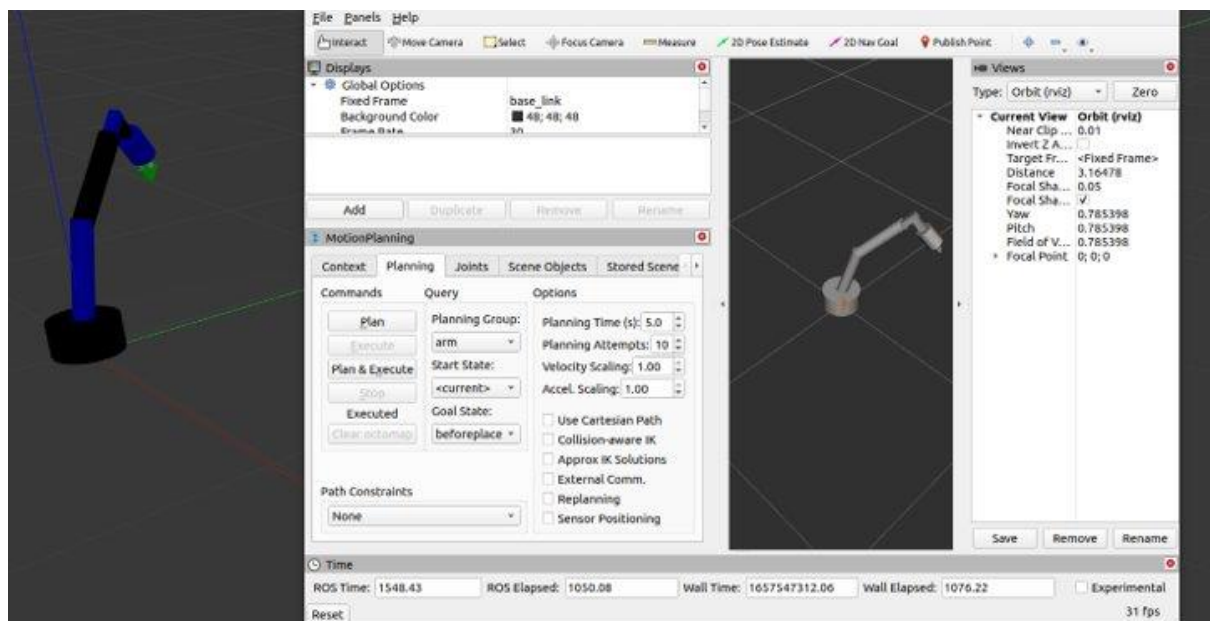 File Panels Help
Interact Move Camera Select Focus Camera Measure 2D Pose Estimate 2D Nav Goal Publish Point
Displays
Global Options
Fixed Frame base_link
Background Color 48; 48; 48
Frame Rate 30
Add Duplicate Remove Rename
MotionPlanning
Context Planning Joints Scene Objects Stored Scene
Commands Query Options
Plan
Execute
Plan & Execute
Stop
Executed
Clear octomap
Planning Group:
arm
Start State:
<current>
Goal State:
beforeplace
Planning Time (s): 5.0
Planning Attempts: 10
Velocity Scaling: 1.00
Accel. Scaling: 1.00
Use Cartesian Path
Collision-aware IK
Approx IK Solutions
External Comm.
Replanning
Sensor Positioning
Path Constraints
None
Views
Type: Orbit (rviz) Zero
Current View Orbit (rviz)
Near Clip ... 0.01
Invert Z A...
Target Fr... <Fixed Frame>
Distance 3.16478
Focal Sha... 0.05
Focal Sha...
Yaw 0.785398
Pitch 0.785398
Field of V... 0.785398
Focal Point 0; 0; 0
Save Remove Rename
Time
ROS Time: 1548.43 ROS Elapsed: 1050.08 Wall Time: 1657547312.06 Wall Elapsed: 1076.22 Experimental
Reset 31 fps